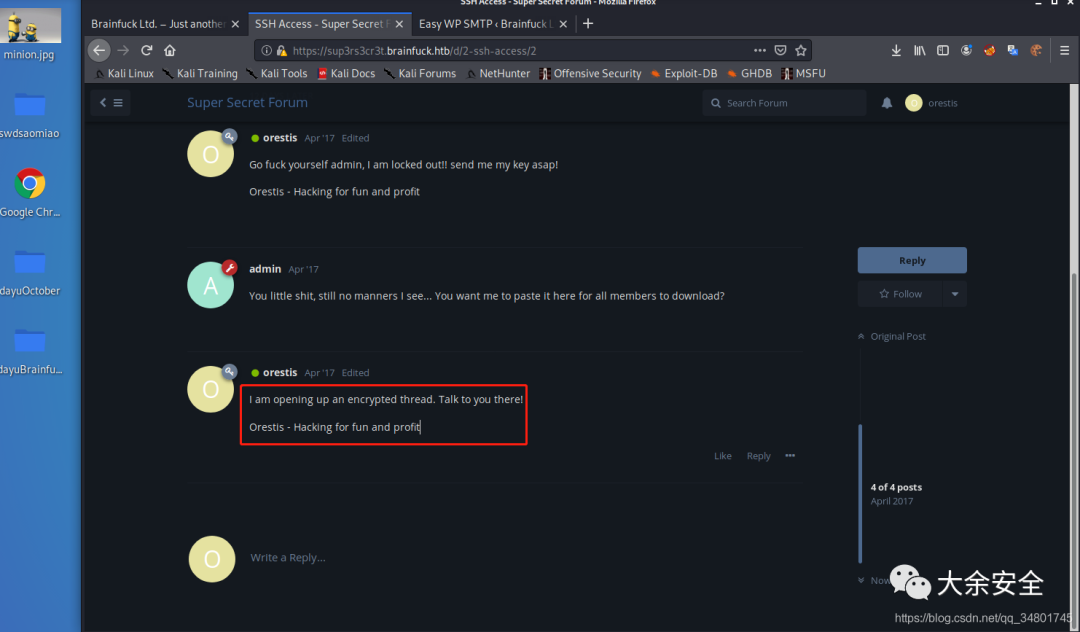 SSH Access - Super Secret Forum - Mozilla Firefox
minion.jpg
swdsaomiao
Google Chr...
dayuOctober
dayuBrainfu...
Brainfuck Ltd. – Just another
SSH Access - Super Secret F
Easy WP SMTP ‹ Brainfuck L
https://sup3rs3cr3t.brainfuck.htb/d/2-ssh-access/2
Kali Linux
Kali Training
Kali Tools
Kali Docs
Kali Forums
NetHunter
Offensive Security
Exploit-DB
GHDB
MSFU
Super Secret Forum
Search Forum
O
orestis
O
orestis Apr '17 Edited
Go fuck yourself admin, I am locked out!! send me my key asap!
Orestis - Hacking for fun and profit
A
admin Apr '17
You little shit, still no manners I see... You want me to paste it here for all members to download?
O
orestis Apr '17 Edited
I am opening up an encrypted thread. Talk to you there!
Orestis - Hacking for fun and profit
Like Reply
O
Write a Reply...
Reply
Follow
Original Post
4 of 4 posts
April 2017
Now
大余安全
https://blog.csdn.net/qq_34801745